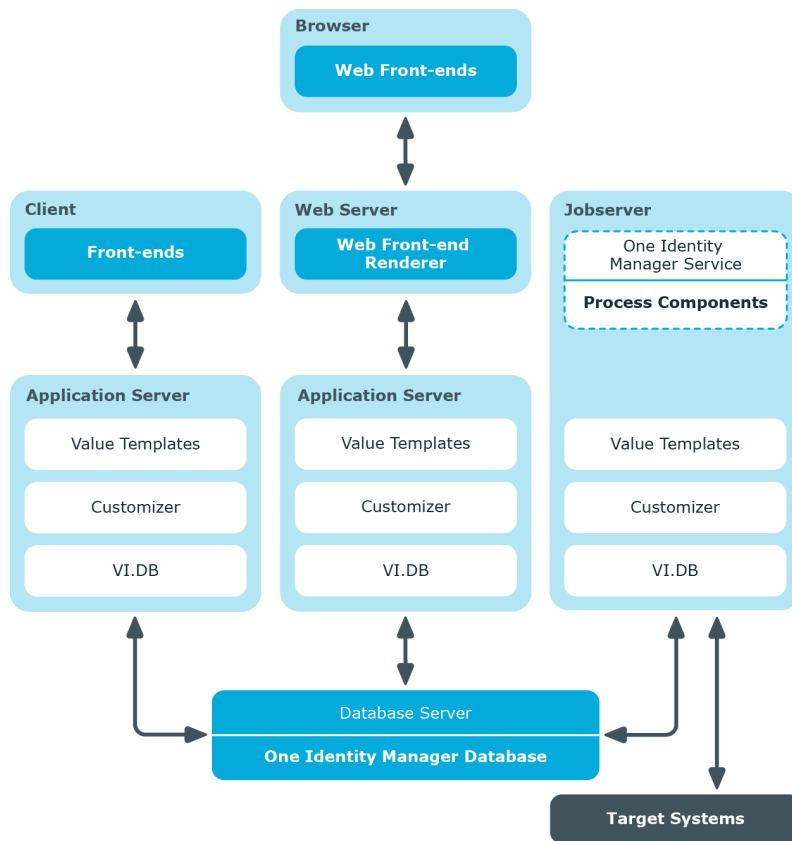 Browser
Web Front-ends
Client
Front-ends
Web Server
Web Front-end
Renderer
Jobserver
One Identity
Manager Service
Process Components
Application Server
Value Templates
Customizer
VI.DB
Application Server
Value Templates
Customizer
VI.DB
Value Templates
Customizer
VI.DB
Database Server
One Identity Manager Database
Target Systems